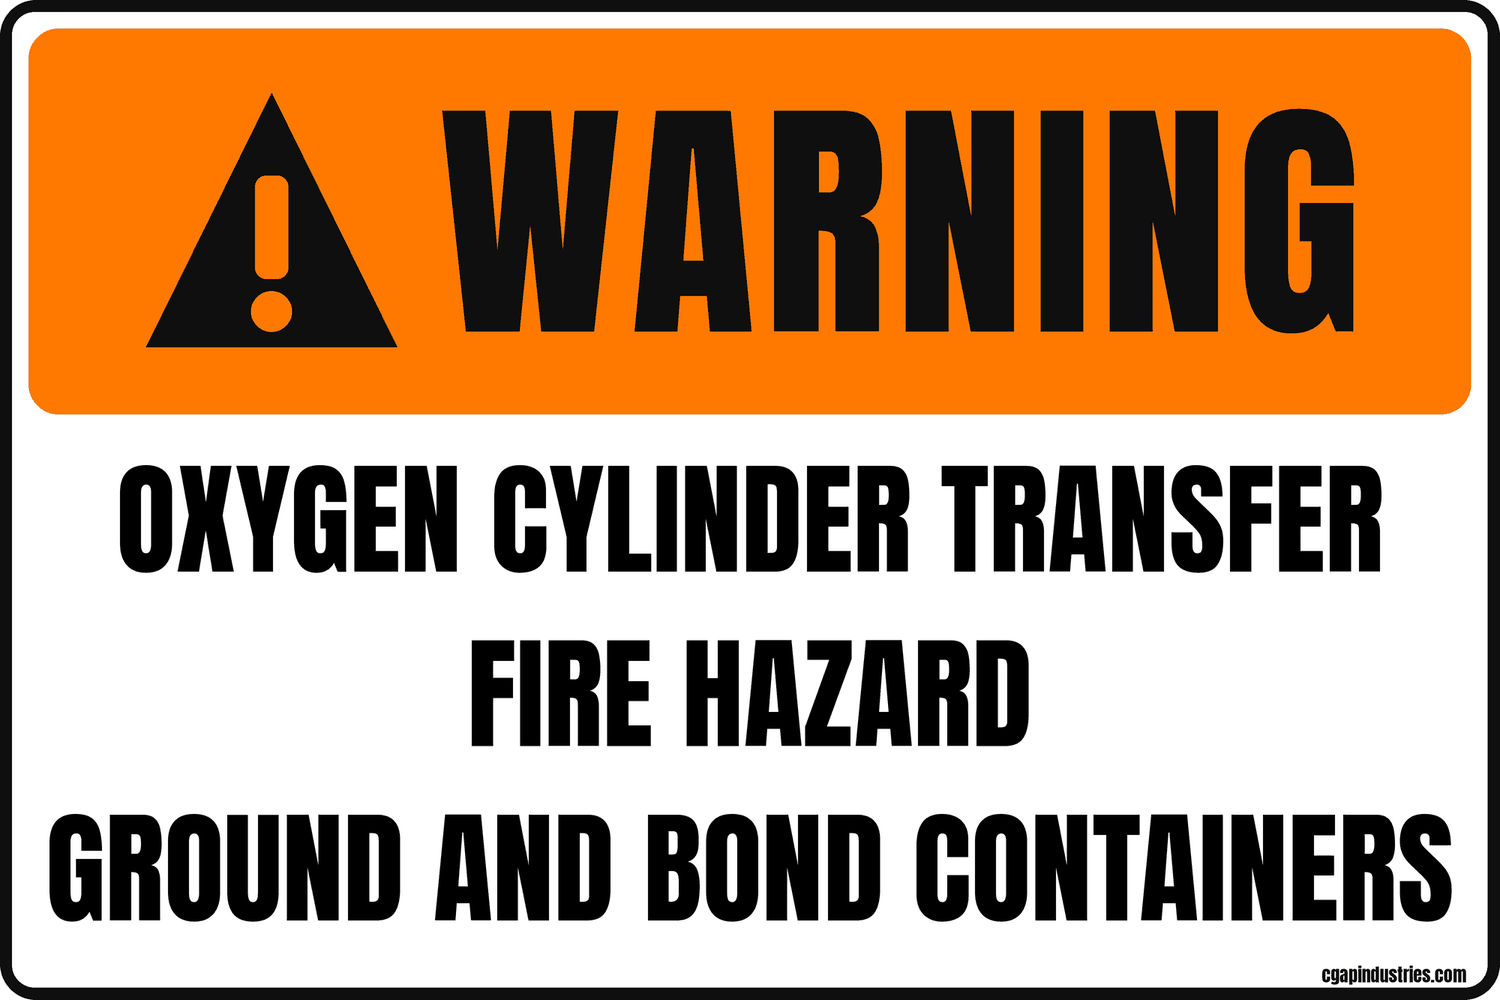 WARNING
OXYGEN CYLINDER TRANSFER
FIRE HAZARD
GROUND AND BOND CONTAINERS
cgapindustries.com